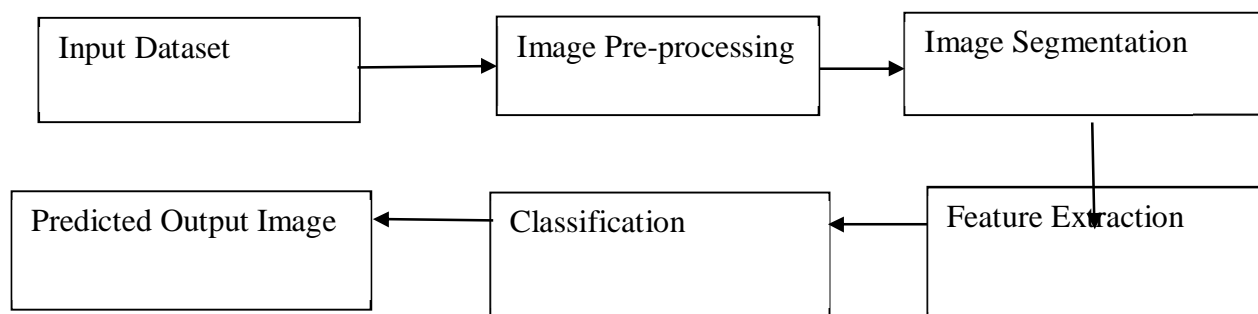 Input Dataset
Image Pre-processing
Image Segmentation
Feature Extraction
Classification
Predicted Output Image